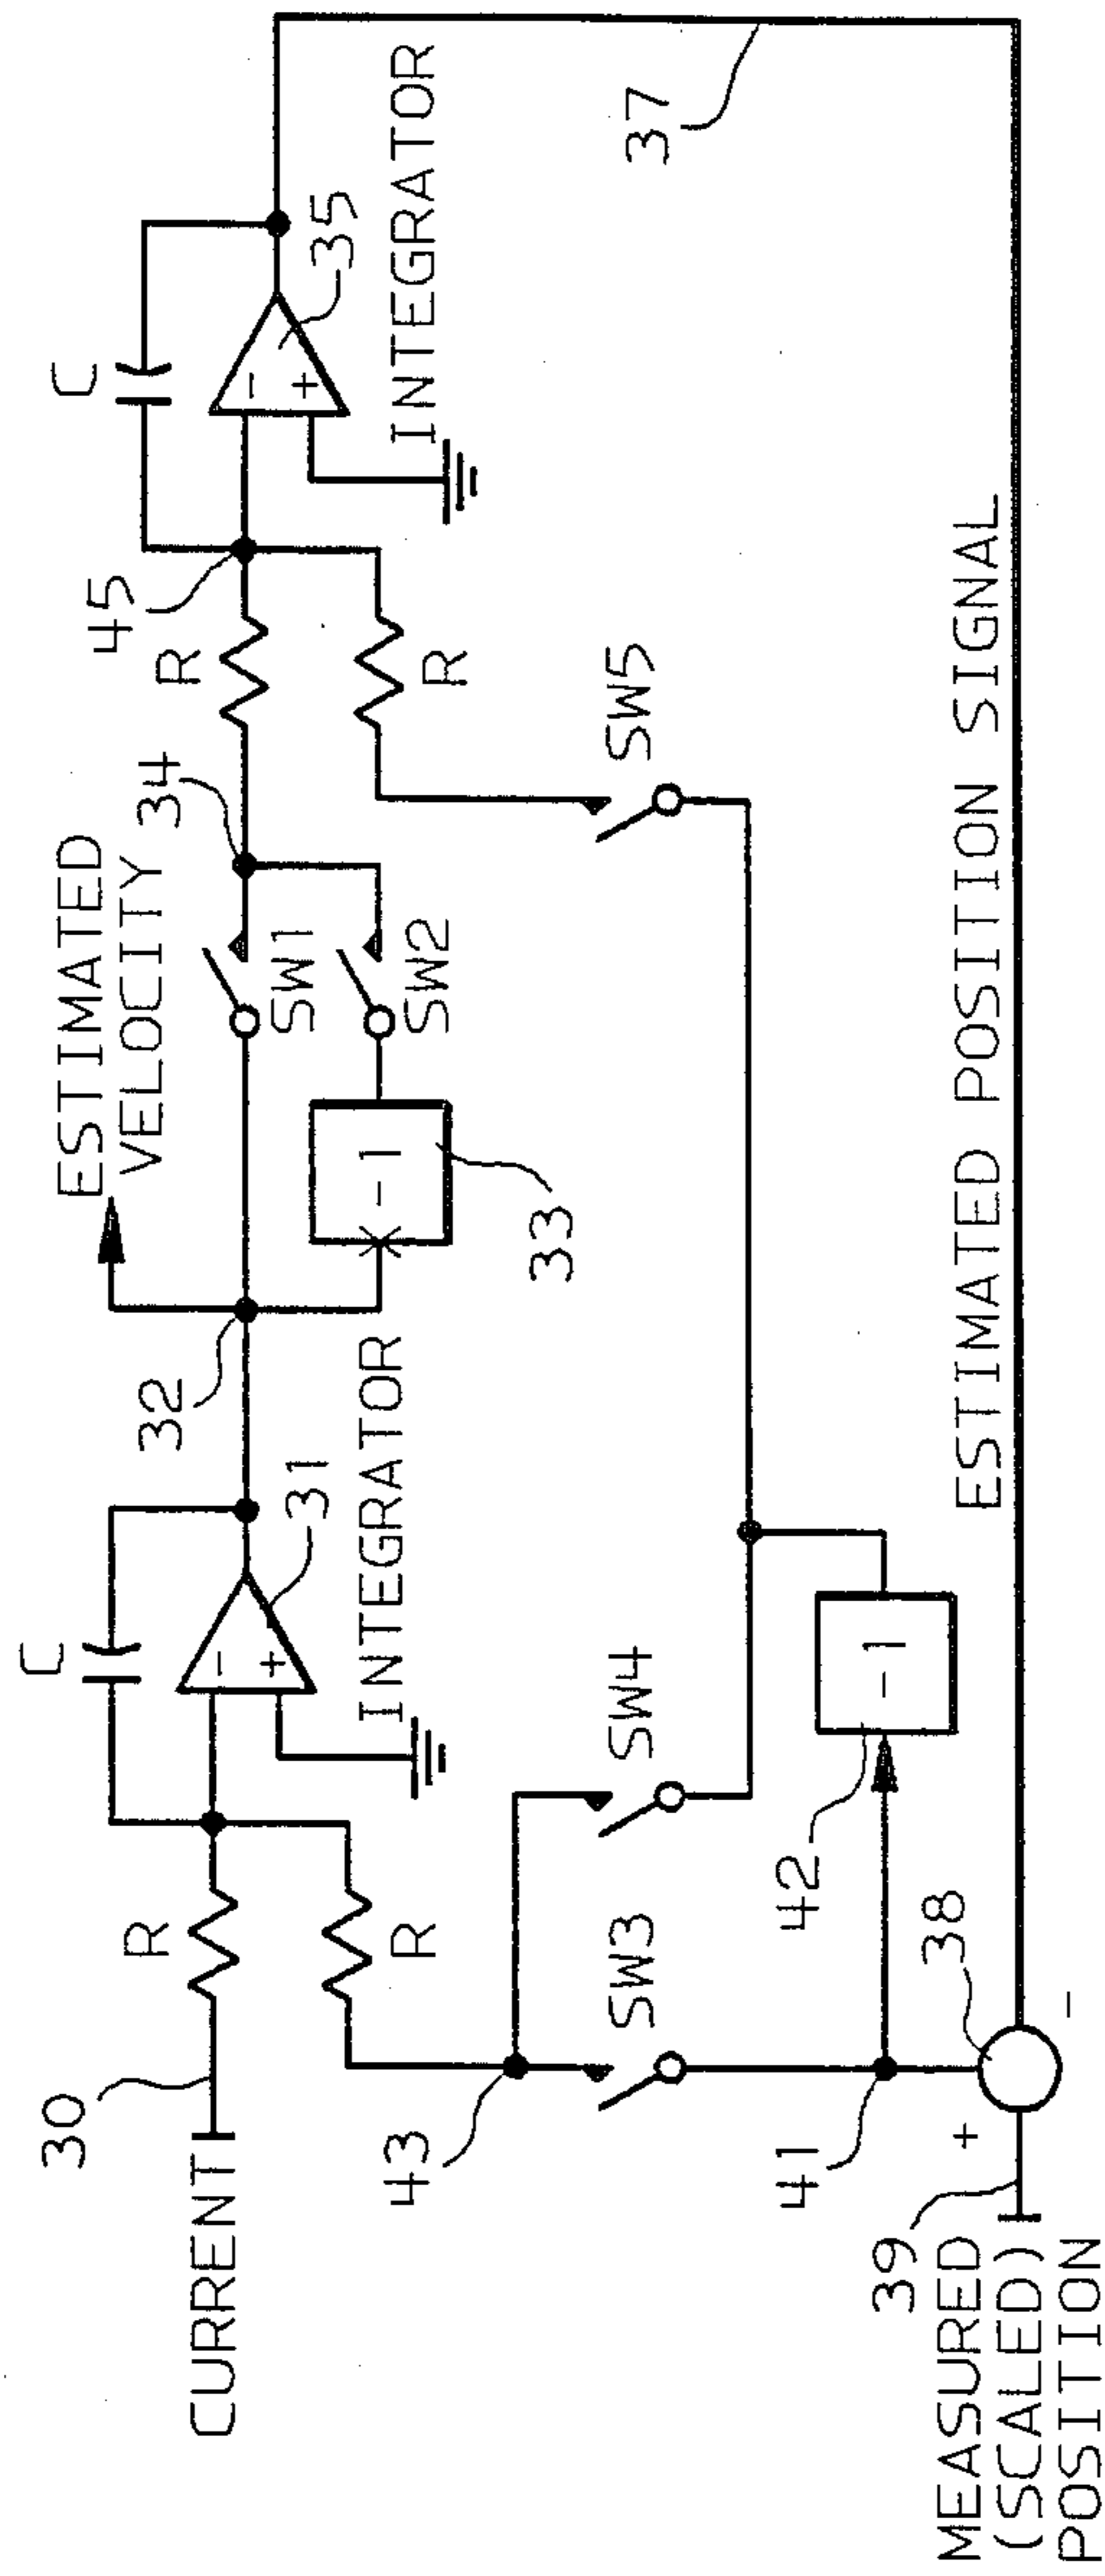 C
C
ESTIMATED
VELOCITY
45
34
32
R
R
30
CURRENT
SW1
35
31
INTEGRATOR
INTEGRATOR
R
R
-
+
-
+
-1
SW2
33
43
SW3
SW4
SW5
37
-1
42
41
38
39
+
-
MEASURED
(SCALED)
POSITION
ESTIMATED POSITION SIGNAL